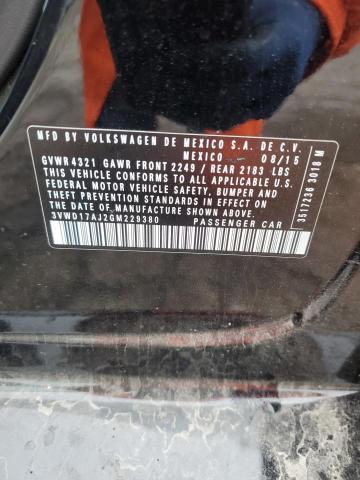 MFD BY VOLKSWAGEN DE MEXICO S.A. DE C.V.
MEXICO 08/15
GVWR 4321 GAWR FRONT 2249 / REAR 2183 LBS
THIS VEHICLE CONFORMS TO ALL APPLICABLE U.S.
FEDERAL MOTOR VEHICLE SAFETY, BUMPER AND
THEFT PREVENTION STANDARDS IN EFFECT ON
THE DATE OF MANUFACTURE SHOWN ABOVE
3VWD17AJ2GM229380 PASSENGER CAR
3517236 3018 M